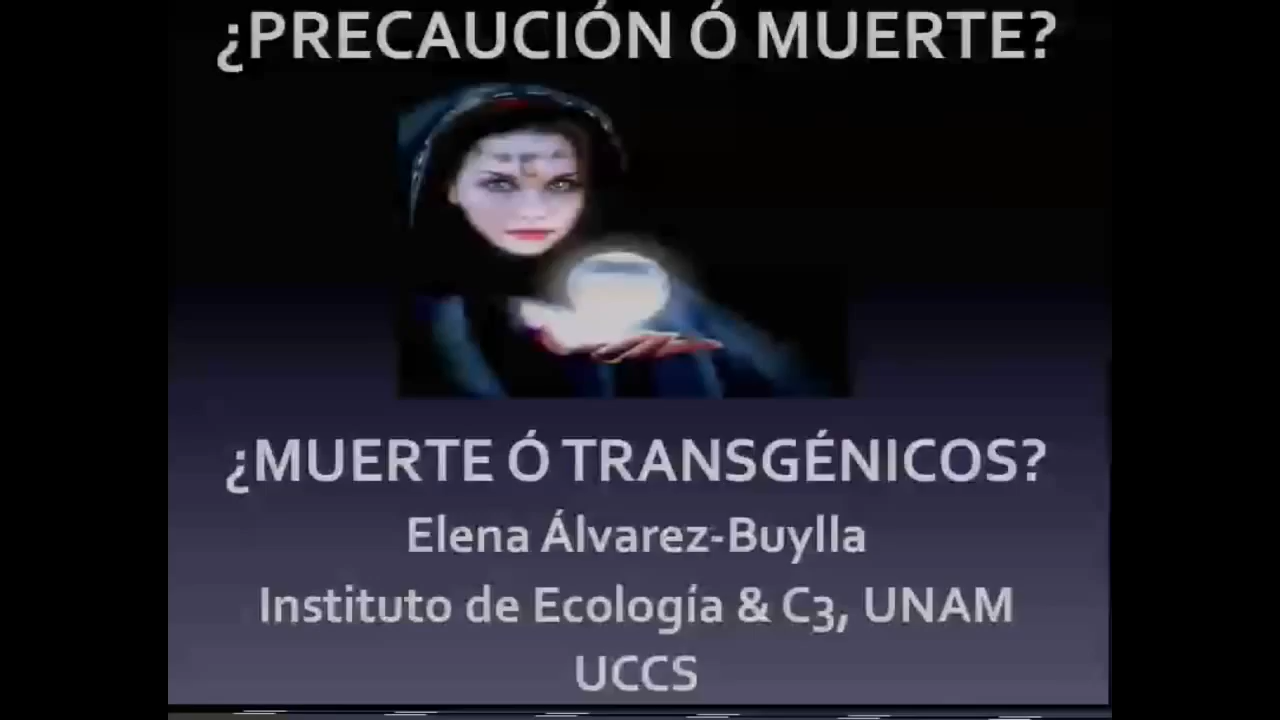 ¿PRECAUCIÓN Ó MUERTE?
¿MUERTE Ó TRANSGÉNICOS?
Elena Álvarez-Buylla
Instituto de Ecología & C3, UNAM
UCCS